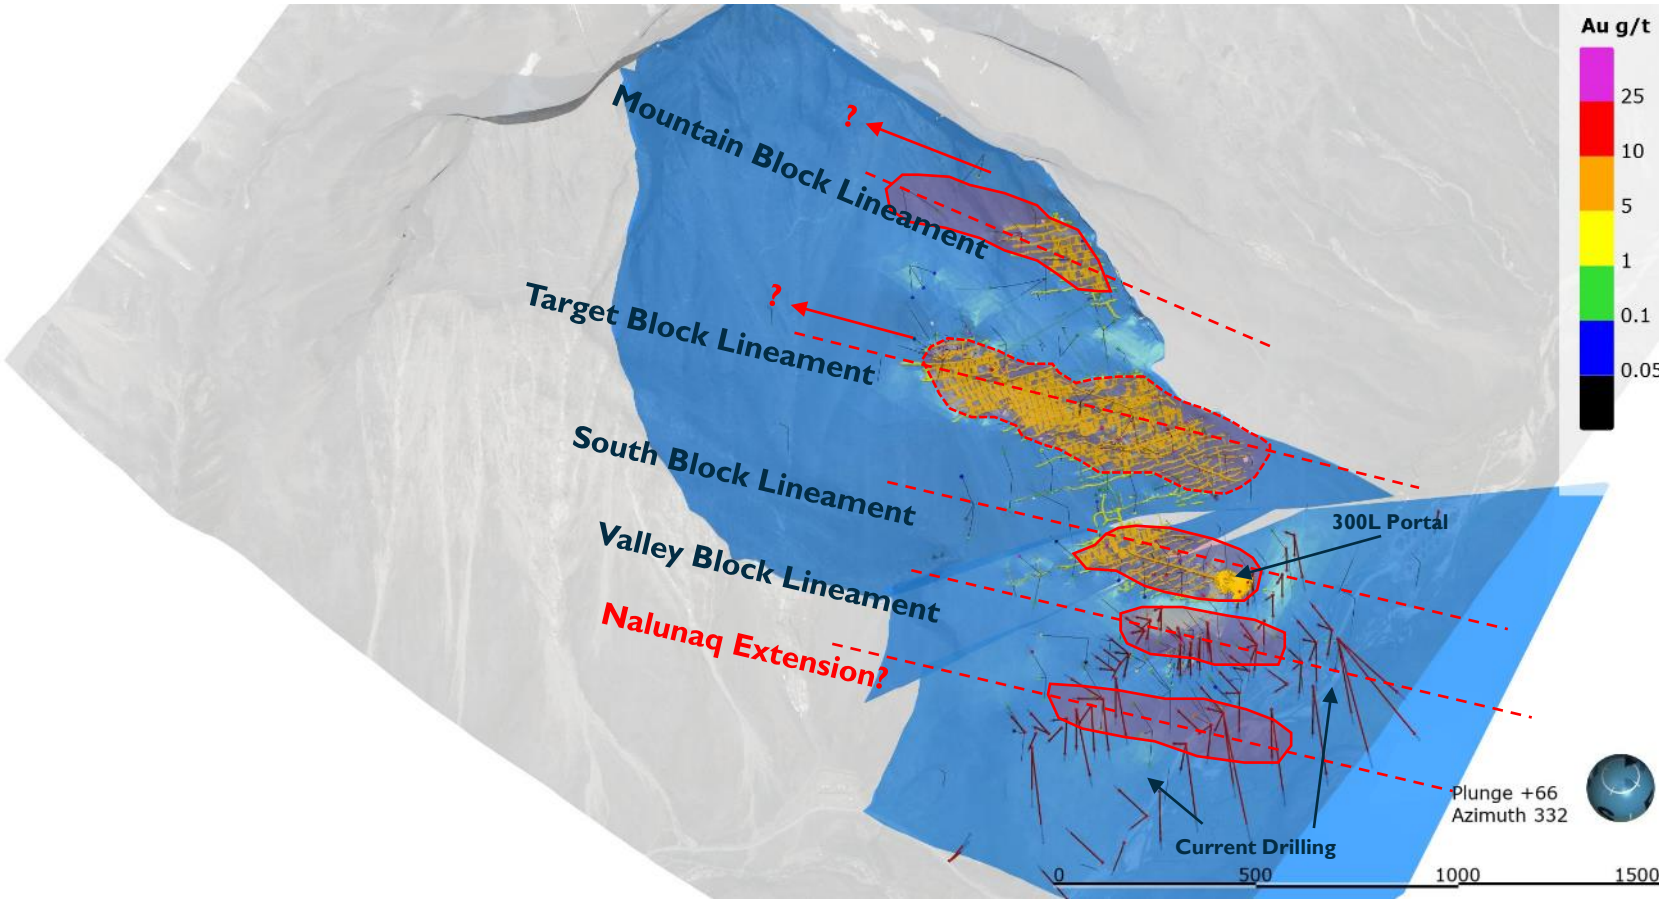 Au g/t
25
10
5
1
0.1
0.05
?
Mountain Block Lineament
?
Target Block Lineament
South Block Lineament
300L Portal
Valley Block Lineament
Nalunaq Extension?
Plunge +66
Azimuth 332
Current Drilling
0
500
1000
1500